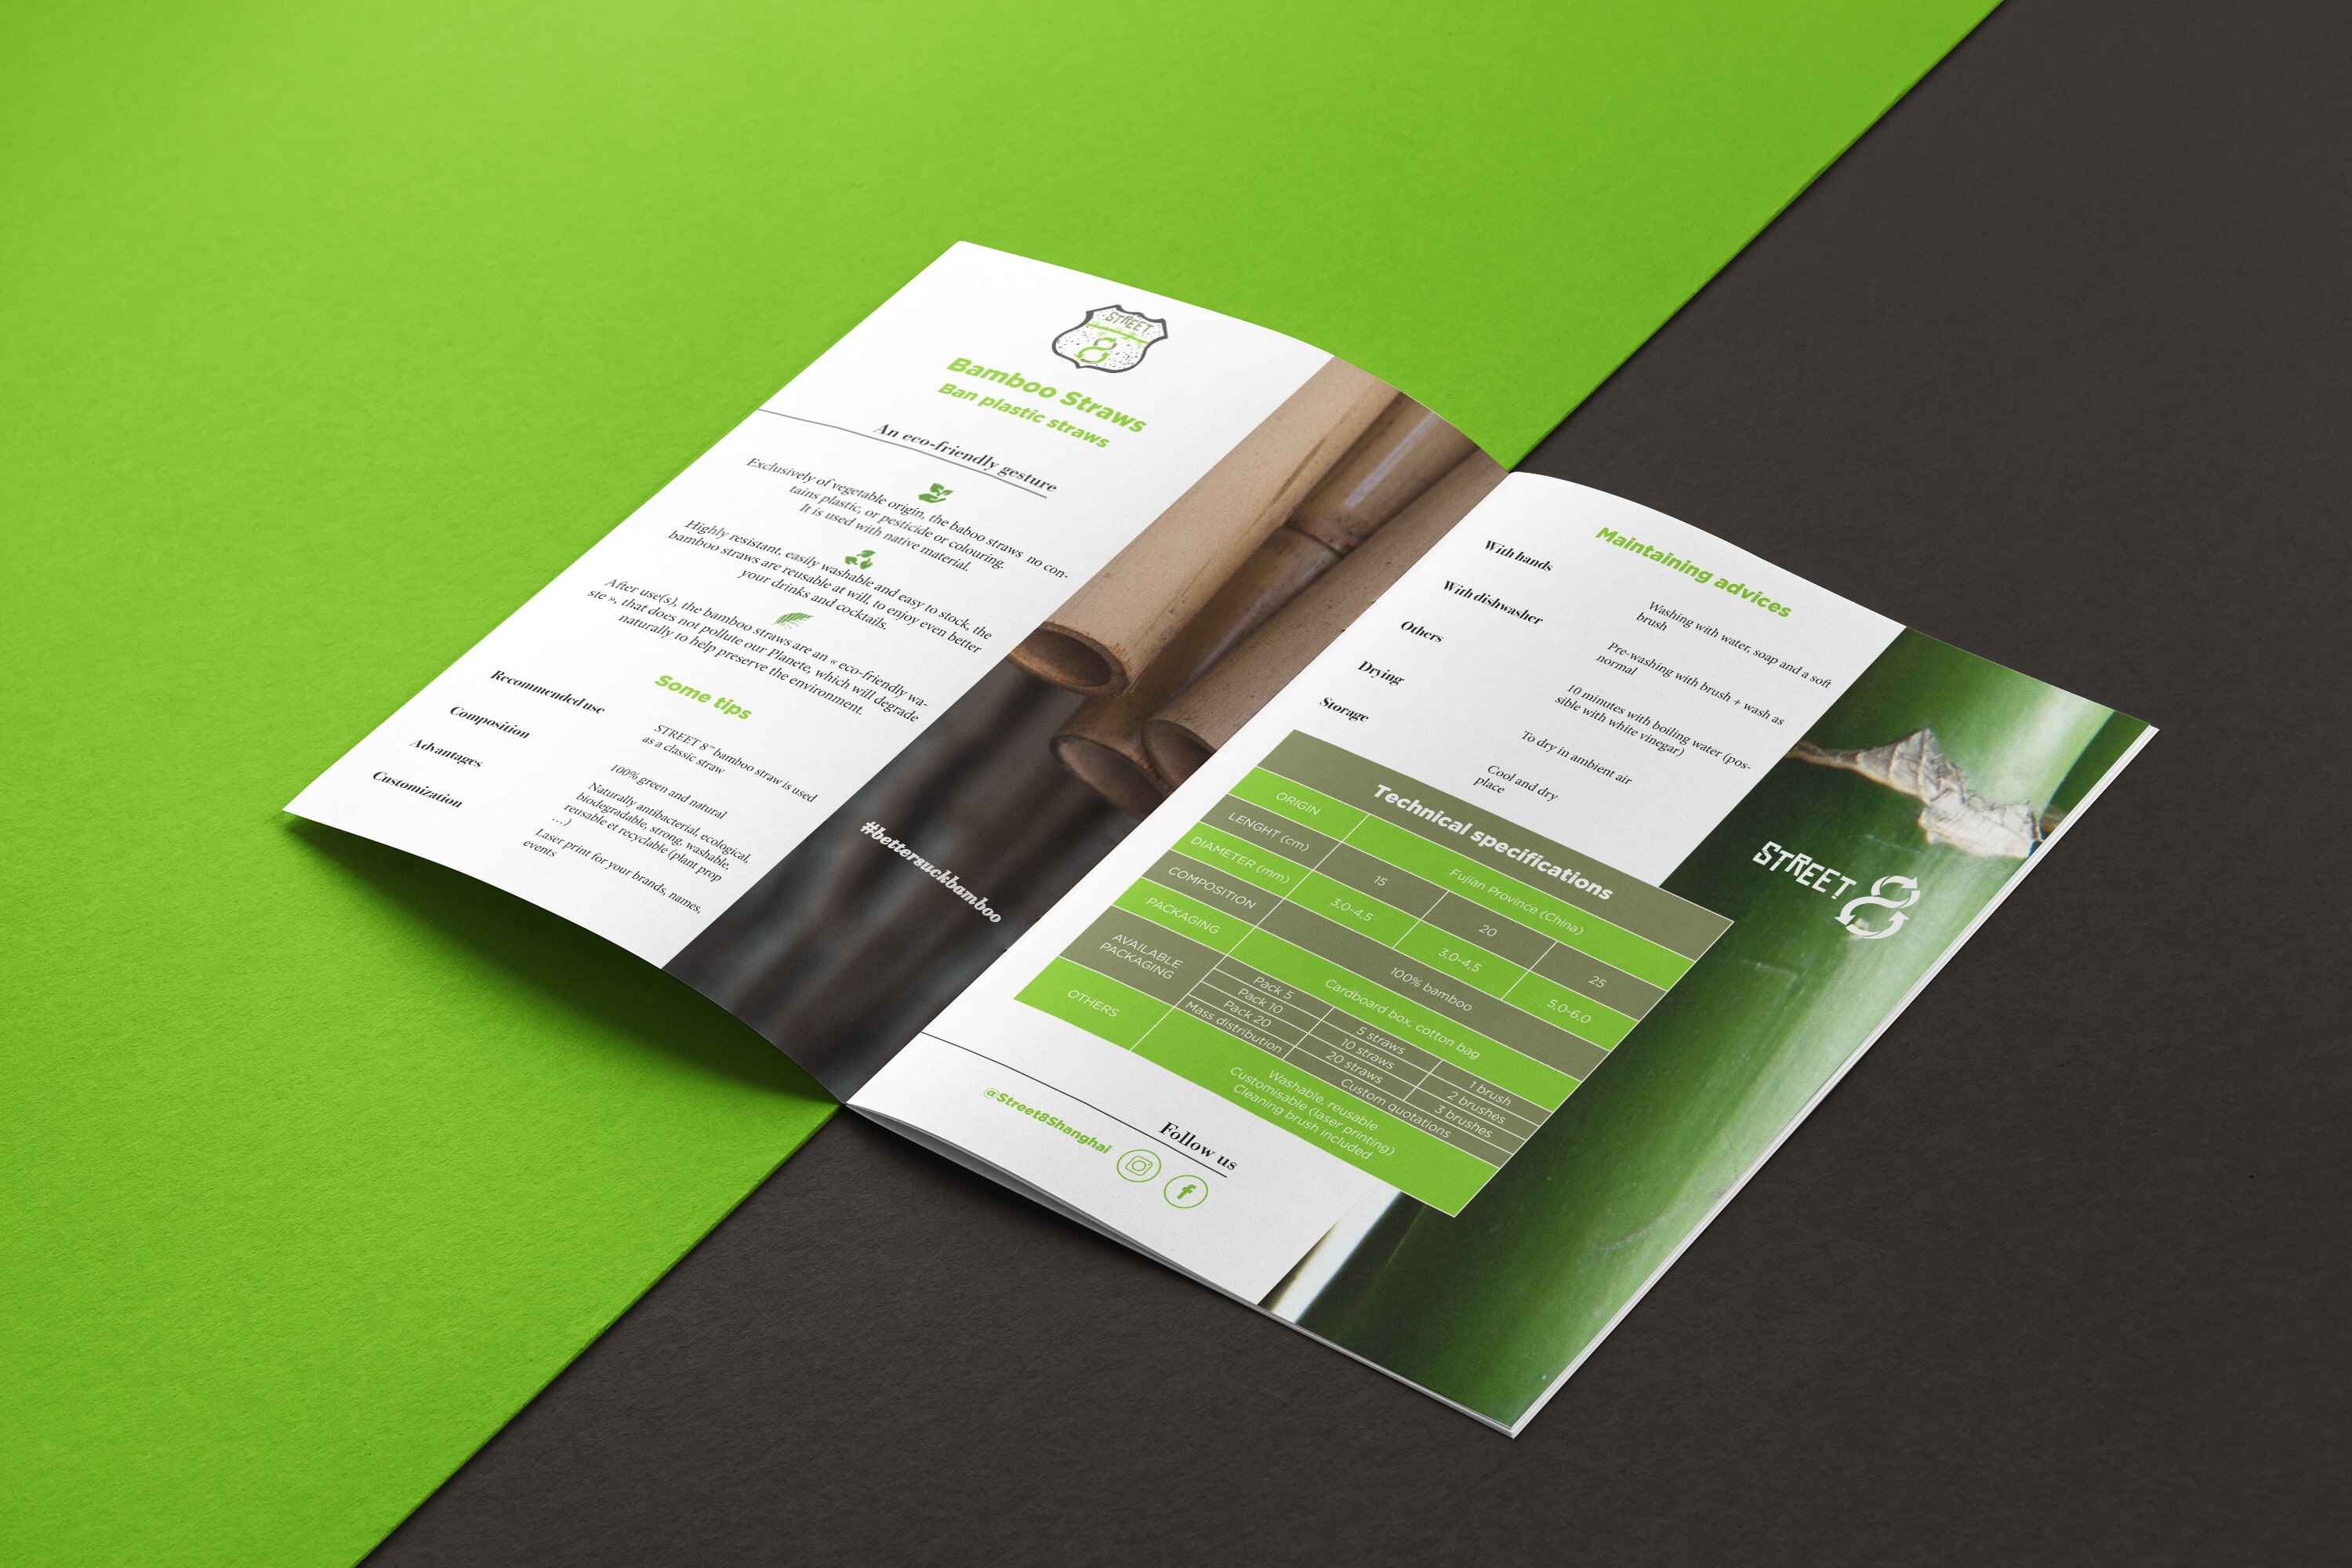 STREET
8
Bamboo Straws
Ban plastic straws
An eco-friendly gesture
Exclusively of vegetable origin, the baboo straws no con-
tains plastic, or pesticide or colouring.
It is used with native material.
Highly resistant, easily washable and easy to stock, the
bamboo straws are reusable at will, to enjoy even better
your drinks and cocktails.
After use(s), the bamboo straws are an « eco-friendly wa-
ste », that does not pollute our Planete, which will degrade
naturally to help preserve the environment.
Some tips
Recommended use
STREET 8™ bamboo straw is used
as a classic straw
Composition
100% green and natural
Advantages
Naturally antibacterial, ecological,
biodegradable, strong, washable,
reusable et recyclable (plant prop
…)
Customization
Laser print for your brands, names,
events
#bettersuckbamboo
Maintaining advices
With hands
Washing with water, soap and a soft
brush
With dishwasher
Pre-washing with brush + wash as
normal
Others
10 minutes with boiling water (pos-
sible with white vinegar)
Drying
To dry in ambient air
Storage
Cool and dry
place
Technical specifications
ORIGIN Fujian Province (China)
LENGHT (cm) 15 20 25
DIAMETER (mm) 3,0-4,5 3,0-4,5 5,0-6,0
COMPOSITION 100% bamboo
PACKAGING Cardboard box, cotton bag
AVAILABLE
PACKAGING
Pack 5 5 straws 1 brush
Pack 10 10 straws 2 brushes
Pack 20 20 straws 3 brushes
Mass distribution Custom quotations
OTHERS
Washable, reusable
Customisable (laser printing)
Cleaning brush included
Follow us
@Street8Shanghai
STREET 8